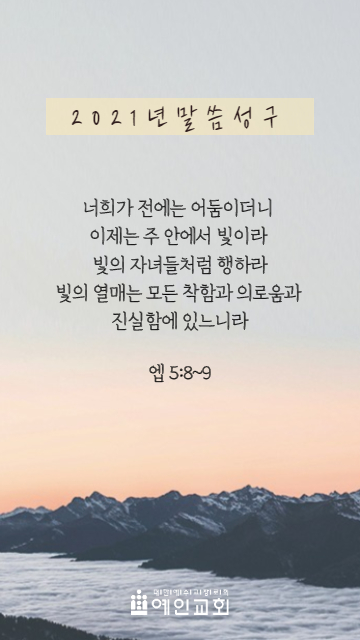 2021년말씀성구
너희가 전에는 어둠이더니
이제는 주 안에서 빛이라
빛의 자녀들처럼 행하라
빛의 열매는 모든 착함과 의로움과
진실함에 있느니라
엡 5:8~9
예인교회